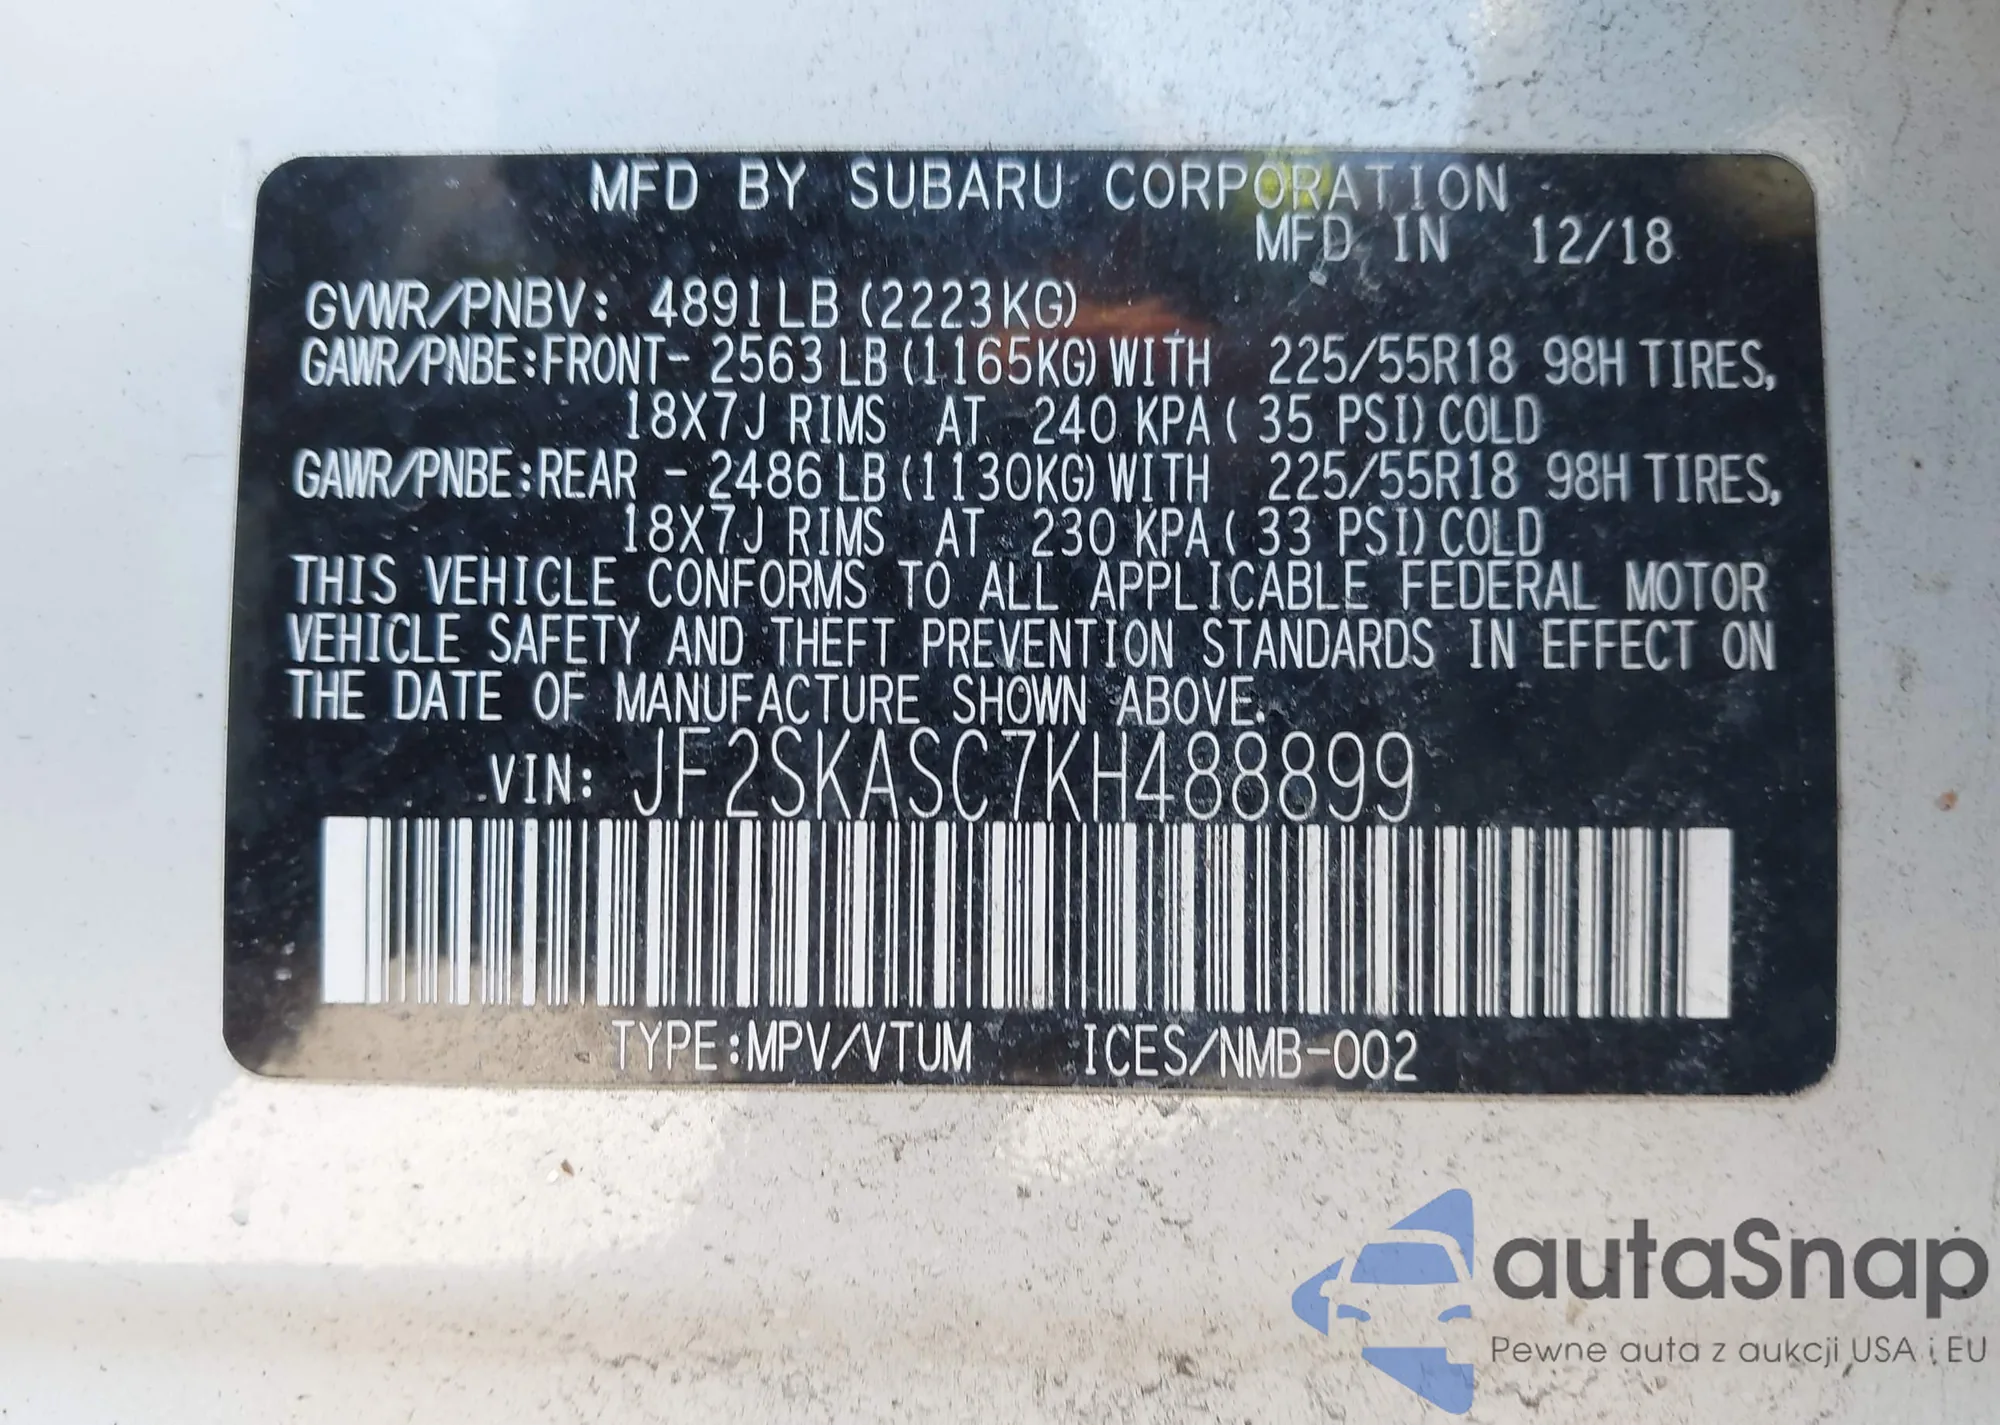 MFD BY SUBARU CORPORATION
MFD IN 12/18
GVWR/PNBV: 4891LB (2223KG)
GAWR/PNBE:FRONT- 2563 LB (1165KG) WITH 225/55R18 98H TIRES,
18X7J RIMS AT 240 KPA ( 35 PSI) COLD
GAWR/PNBE:REAR - 2486 LB (1130KG) WITH 225/55R18 98H TIRES,
18X7J RIMS AT 230 KPA ( 33 PSI) COLD
THIS VEHICLE CONFORMS TO ALL APPLICABLE FEDERAL MOTOR
VEHICLE SAFETY AND THEFT PREVENTION STANDARDS IN EFFECT ON
THE DATE OF MANUFACTURE SHOWN ABOVE.
VIN: JF2SKASC7KH488899
TYPE:MPV/VTUM ICES/NMB-002
autaSnap
Pewne auta z aukcji USA i EU